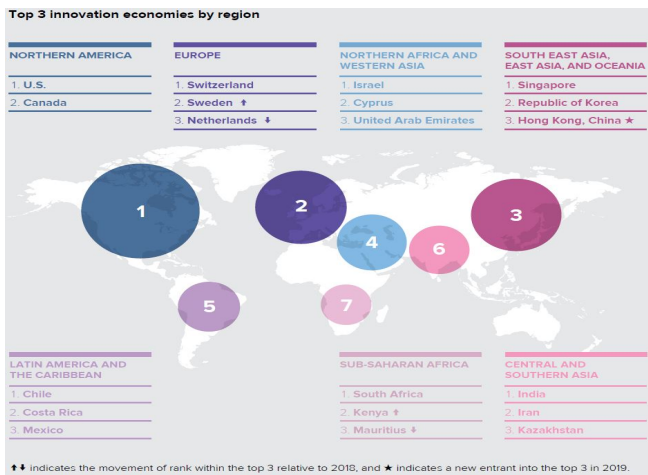 Top 3 innovation economies by region
NORTHERN AMERICA
1. U.S.
2. Canada
EUROPE
1. Switzerland
2. Sweden ⬆
3. Netherlands ⬇
NORTHERN AFRICA AND
WESTERN ASIA
1. Israel
2. Cyprus
3. United Arab Emirates
SOUTH EAST ASIA,
EAST ASIA, AND OCEANIA
1. Singapore
2. Republic of Korea
3. Hong Kong, China ★
1
2
3
4
6
5
7
LATIN AMERICA AND
THE CARIBBEAN
1. Chile
2. Costa Rica
3. Mexico
SUB-SAHARAN AFRICA
1. South Africa
2. Kenya ⬆
3. Mauritius ⬇
CENTRAL AND
SOUTHERN ASIA
1. India
2. Iran
3. Kazakhstan
⬆⬇ indicates the movement of rank within the top 3 relative to 2018, and ★ indicates a new entrant into the top 3 in 2019.